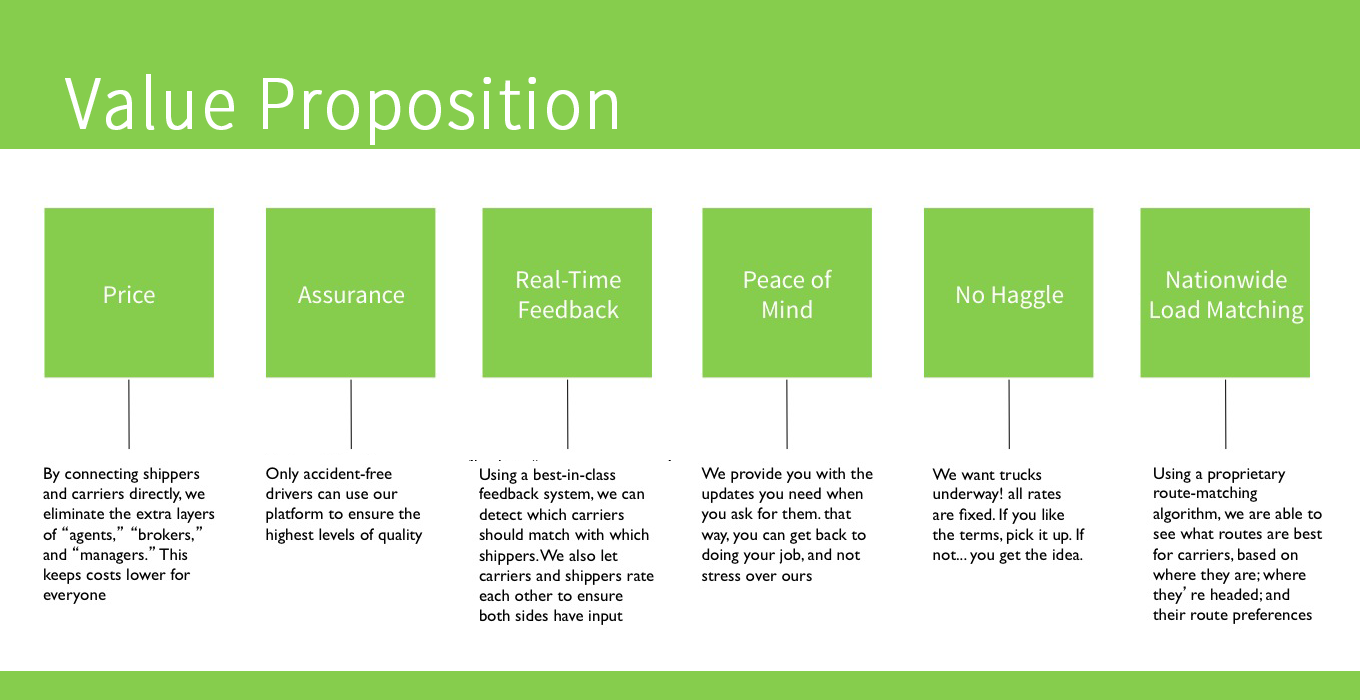 Value Proposition
Price
Assurance
Real-Time
Feedback
Peace of
Mind
No Haggle
Nationwide
Load Matching
By connecting shippers
and carriers directly, we
eliminate the extra layers
of “agents,” “brokers,”
and “managers.” This
keeps costs lower for
everyone
Only accident-free
drivers can use our
platform to ensure the
highest levels of quality
Using a best-in-class
feedback system, we can
detect which carriers
should match with which
shippers. We also let
carriers and shippers rate
each other to ensure
both sides have input
We provide you with the
updates you need when
you ask for them. that
way, you can get back to
doing your job, and not
stress over ours
We want trucks
underway! all rates
are fixed. If you like
the terms, pick it up. If
not... you get the idea.
Using a proprietary
route-matching
algorithm, we are able to
see what routes are best
for carriers, based on
where they are; where
they’ re headed; and
their route preferences